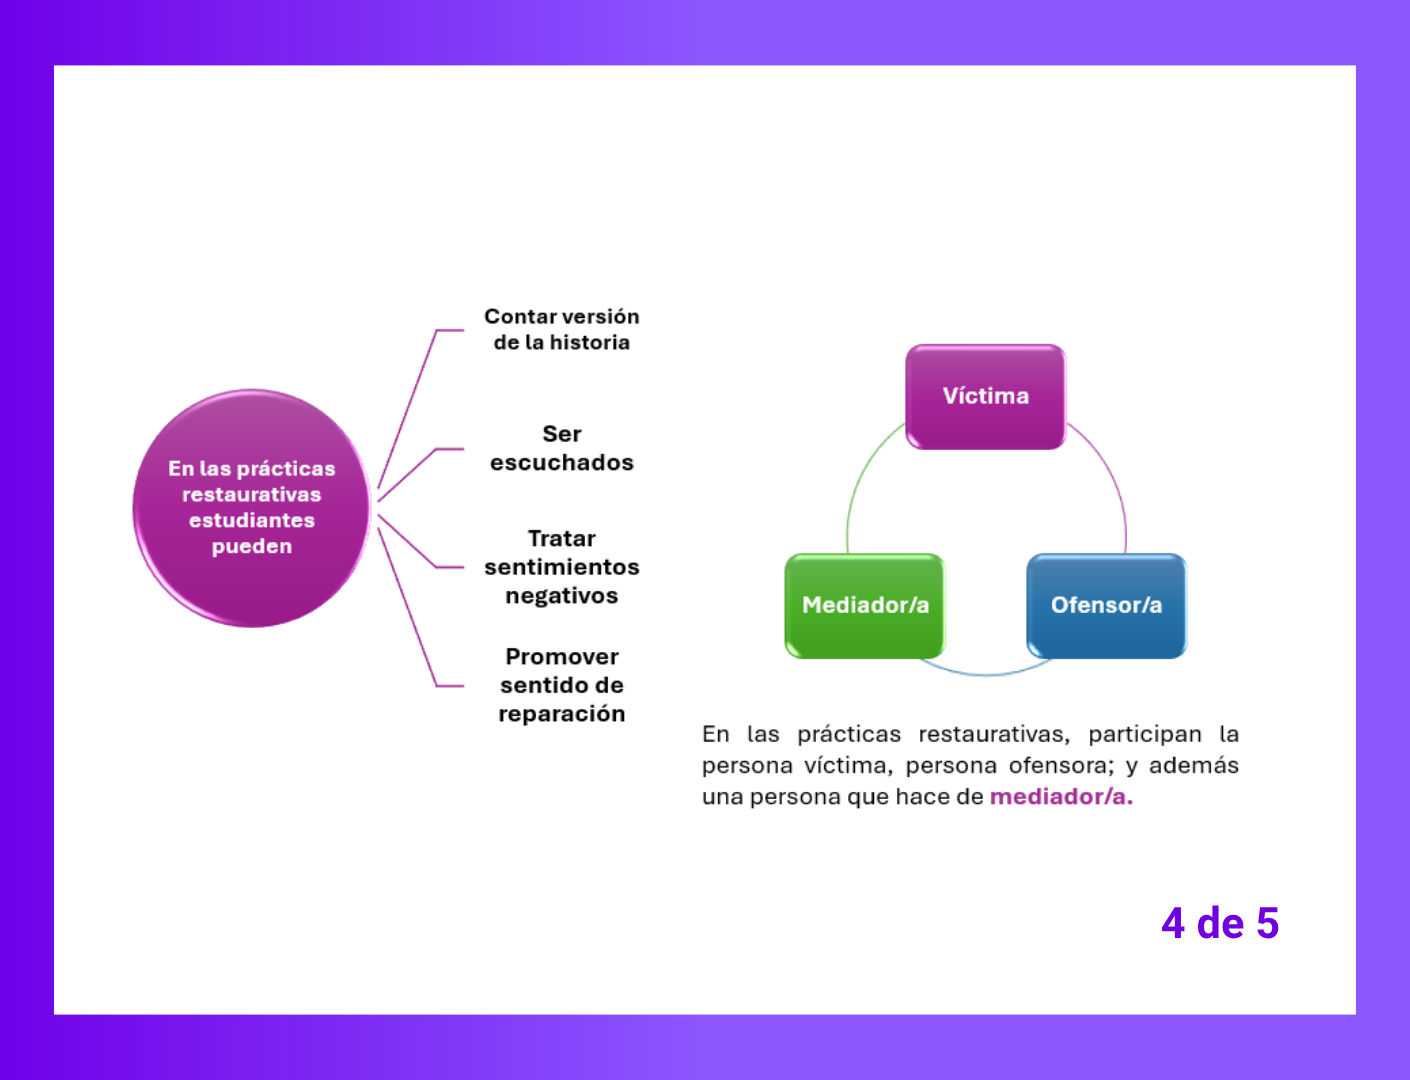 En las prácticas
restaurativas
estudiantes
pueden
Contar versión
de la historia
Ser
escuchados
Tratar
sentimientos
negativos
Promover
sentido de
reparación
Víctima
Mediador/a
Ofensor/a
En las prácticas restaurativas, participan la
persona víctima, persona ofensora; y además
una persona que hace de mediador/a.
4 de 5